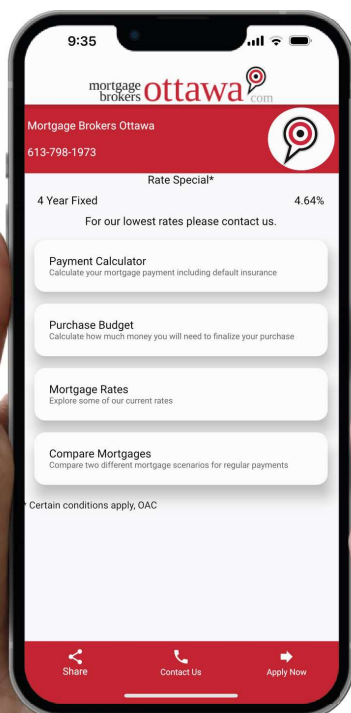 9:35
mortgage
brokers ottawa
com
Mortgage Brokers Ottawa
613-798-1973
Rate Special*
4 Year Fixed 4.64%
For our lowest rates please contact us.
Payment Calculator
Calculate your mortgage payment including default insurance
Purchase Budget
Calculate how much money you will need to finalize your purchase
Mortgage Rates
Explore some of our current rates
Compare Mortgages
Compare two different mortgage scenarios for regular payments
* Certain conditions apply, OAC
Share Contact Us Apply Now